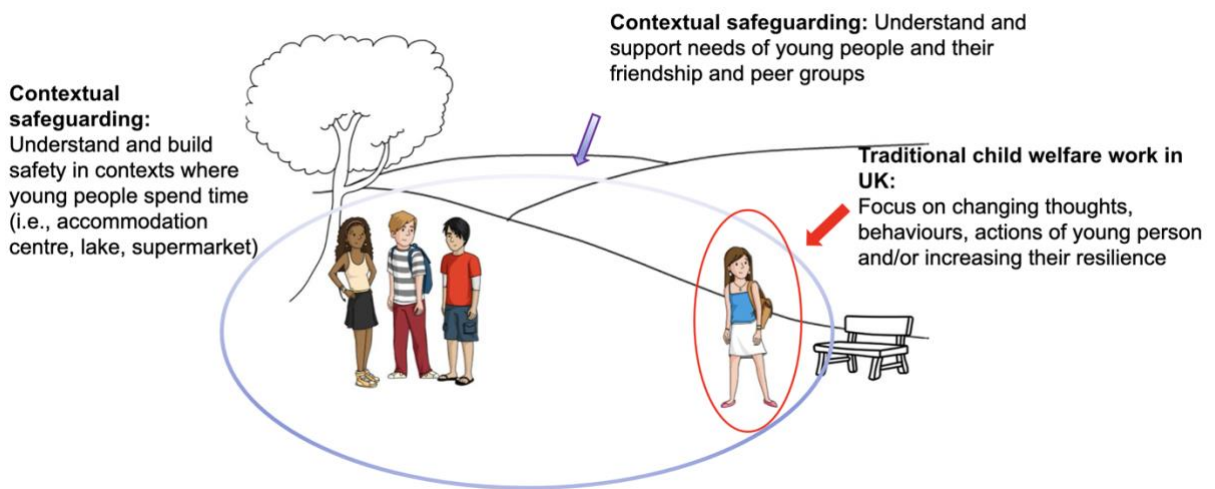 Contextual safeguarding: Understand and
support needs of young people and their
friendship and peer groups
Contextual
safeguarding:
Understand and build
safety in contexts where
young people spend time
(i.e., accommodation
centre, lake, supermarket)
Traditional child welfare work in
UK:
Focus on changing thoughts,
behaviours, actions of young person
and/or increasing their resilience